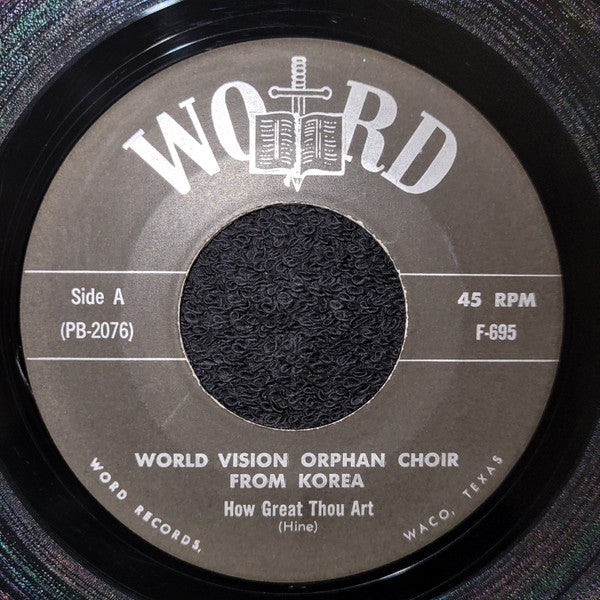 WORD
Side A
(PB-2076)
45 RPM
F-695
WORLD VISION ORPHAN CHOIR
FROM KOREA
How Great Thou Art
(Hine)
WORD RECORDS, WACO, TEXAS